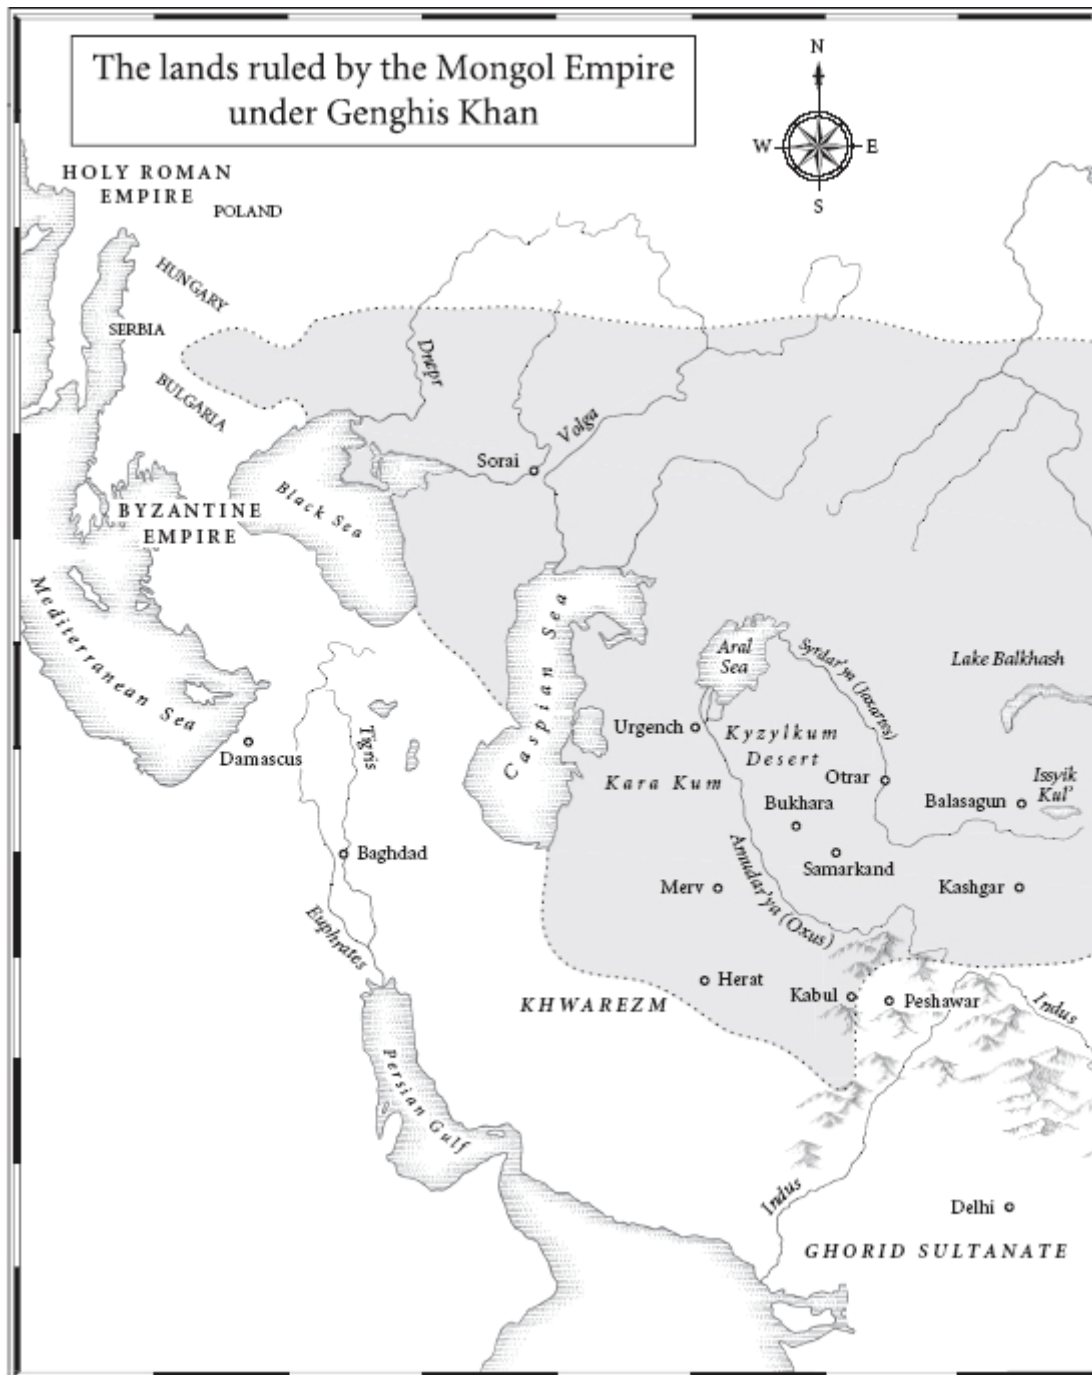 The lands ruled by the Mongol Empire
under Genghis Khan
N
W
E
S
HOLY ROMAN
EMPIRE
POLAND
HUNGARY
SERBIA
BULGARIA
Dnepr
Volga
Sorai
Black Sea
BYZANTINE
EMPIRE
Mediterranean Sea
Caspian Sea
Aral
Sea
Syrdar'ya (Jaxartes)
Lake Balkhash
Urgench
Kyzylkum
Desert
Damascus
Tigris
Kara Kum
Otrar
Issyik
Kul'
Bukhara
Balasagun
Baghdad
Samarkand
Merv
Amudar'ya (Oxus)
Kashgar
Euphrates
Herat
Kabul
Peshawar
Indus
KHWAREZM
Persian Gulf
Indus
Delhi
GHORID SULTANATE